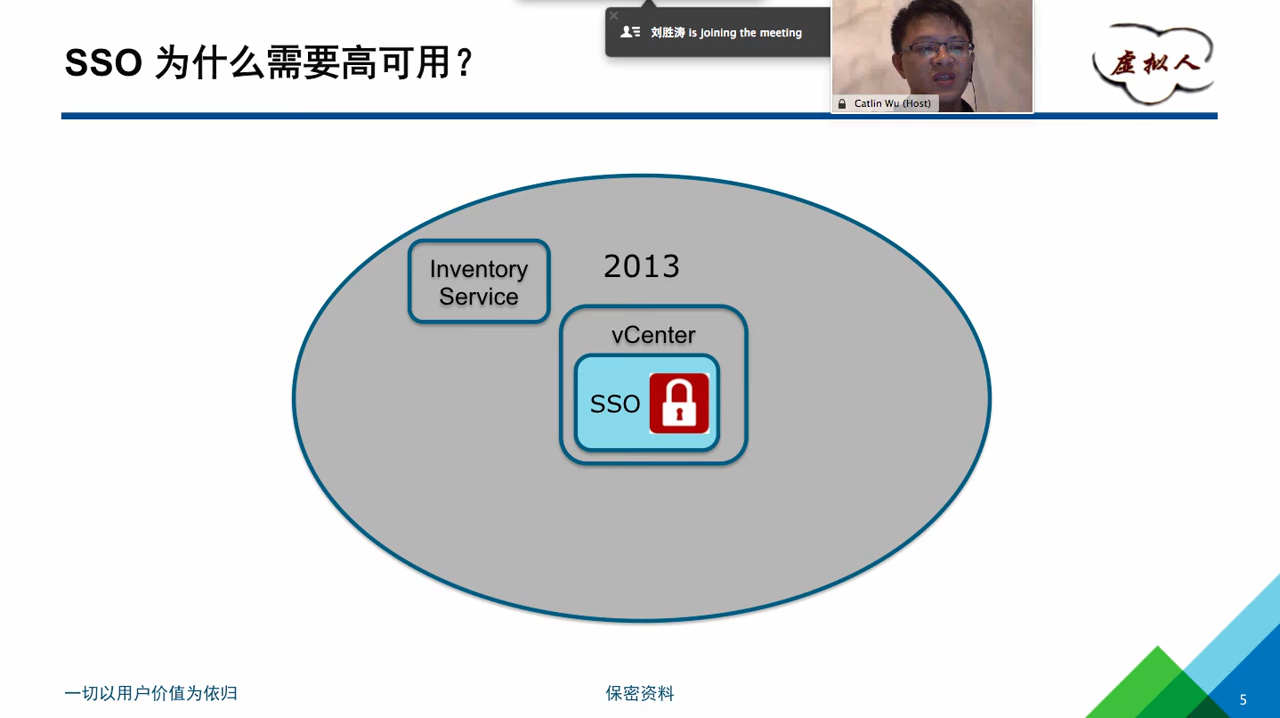 刘胜涛 is joining the meeting
SSO 为什么需要高可用？
Catlin Wu (Host)
虚拟人
2013
Inventory
Service
vCenter
SSO
一切以用户价值为依归
保密资料
5